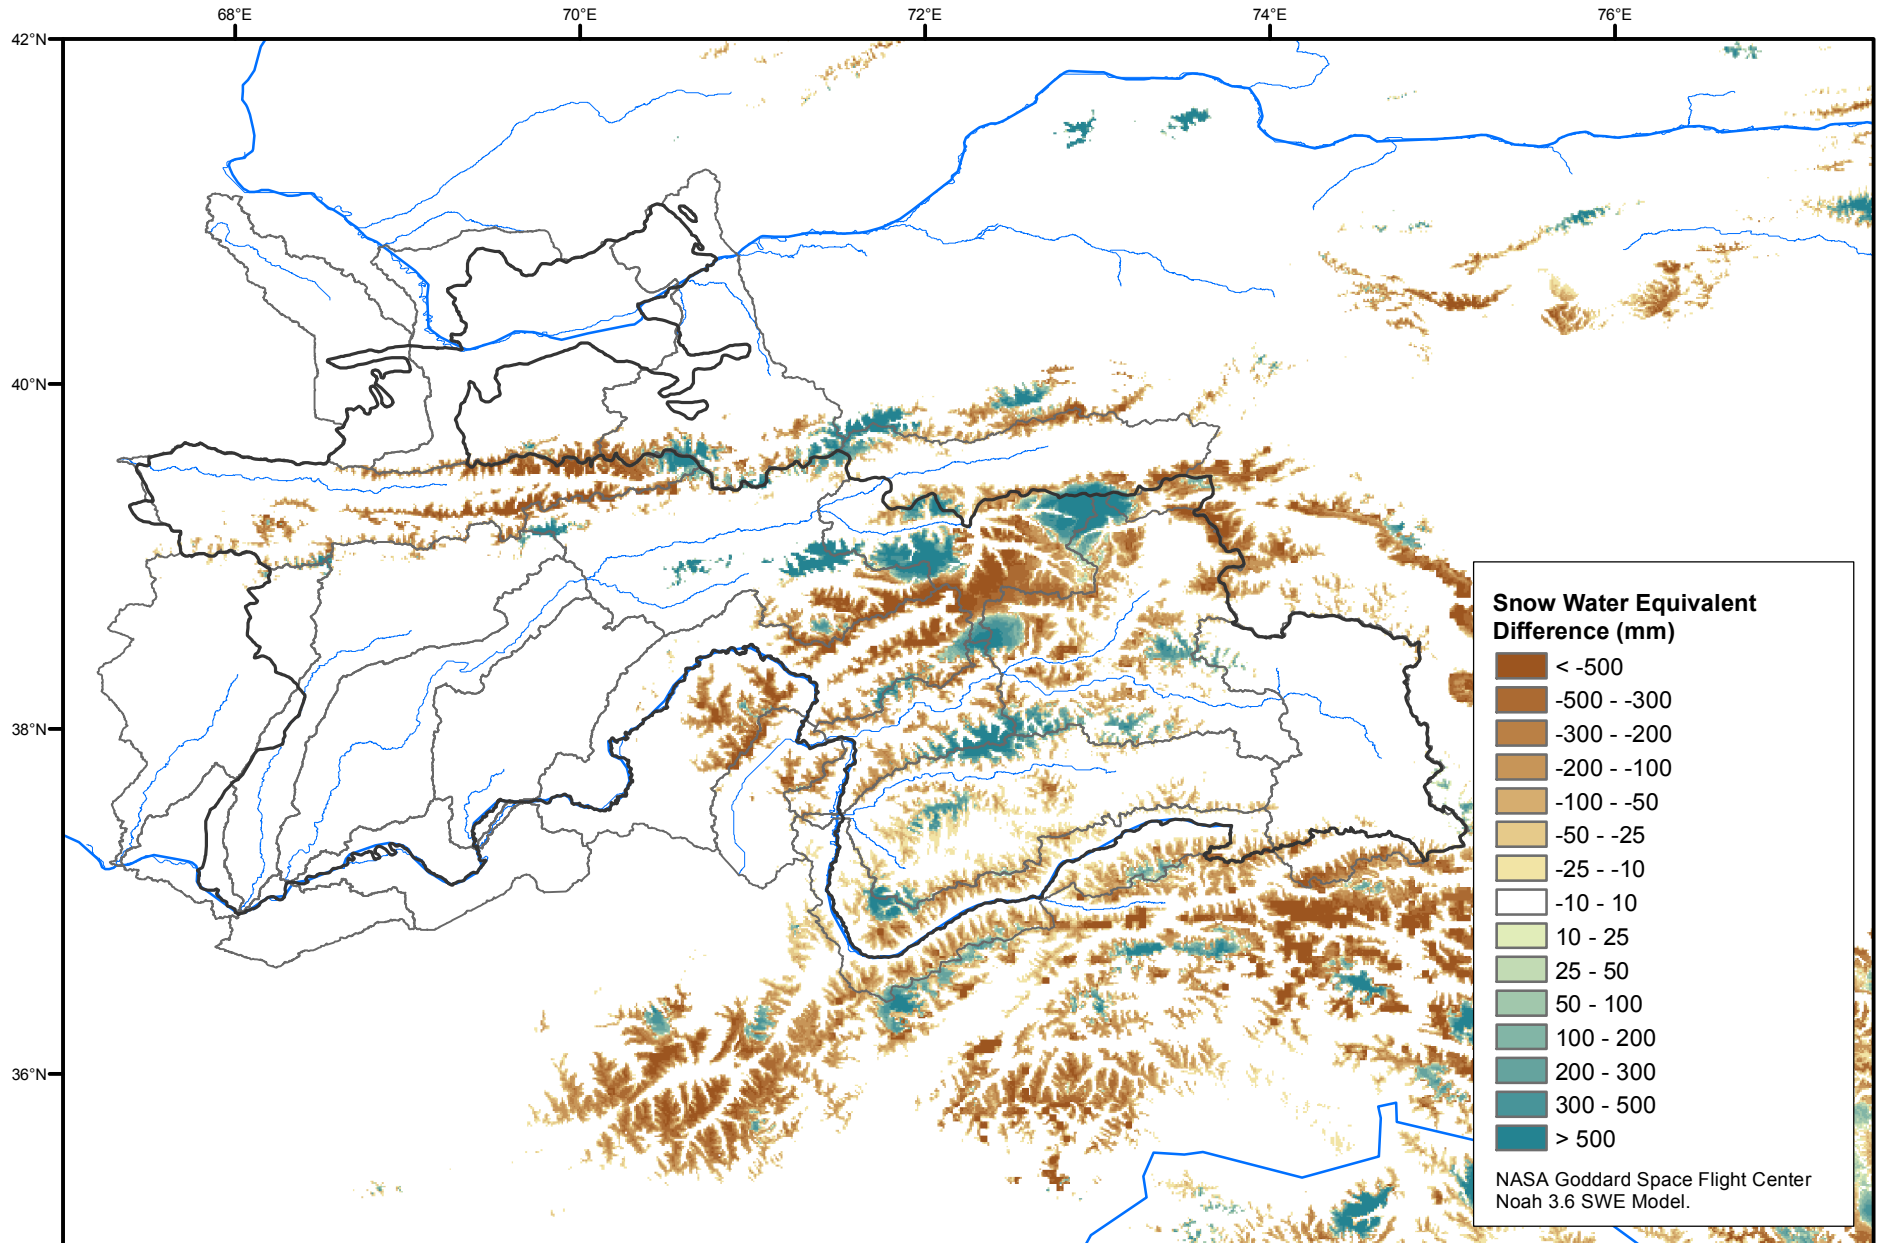 68°E
70°E
72°E
74°E
76°E
42°N
40°N
38°N
36°N
Snow Water Equivalent
Difference (mm)
< -500
-500 - -300
-300 - -200
-200 - -100
-100 - -50
-50 - -25
-25 - -10
-10 - 10
10 - 25
25 - 50
50 - 100
100 - 200
200 - 300
300 - 500
> 500
NASA Goddard Space Flight Center
Noah 3.6 SWE Model.